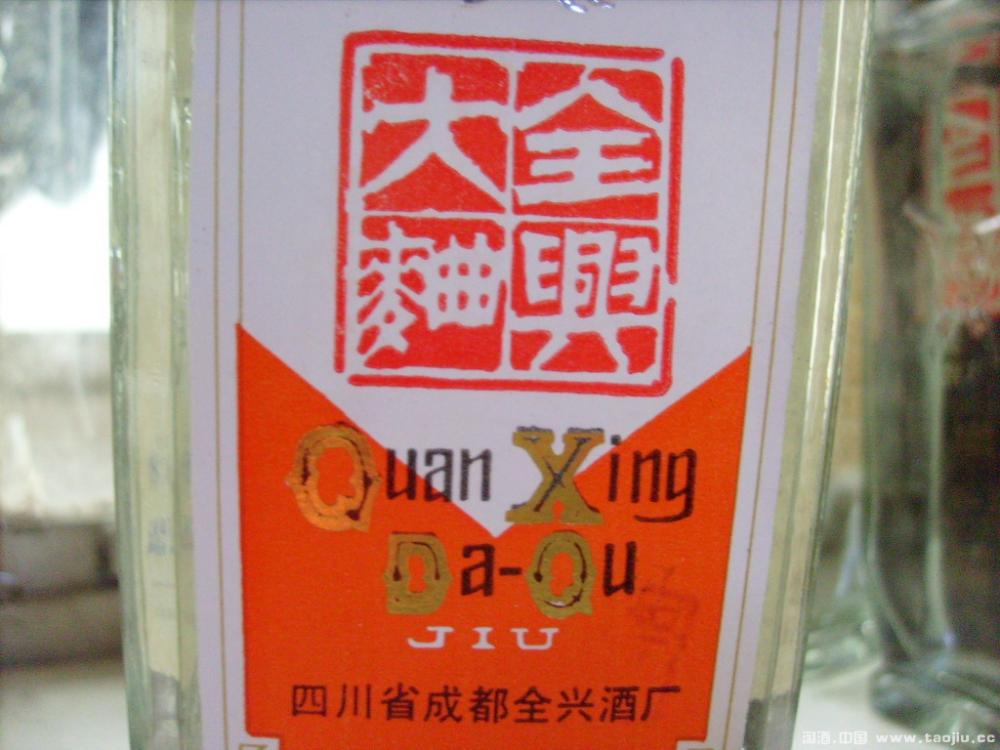 全興
大麯
Quan Xing
Da-Qu
JIU
四川省成都全兴酒厂
淘酒.中国 www.taojiu.cc